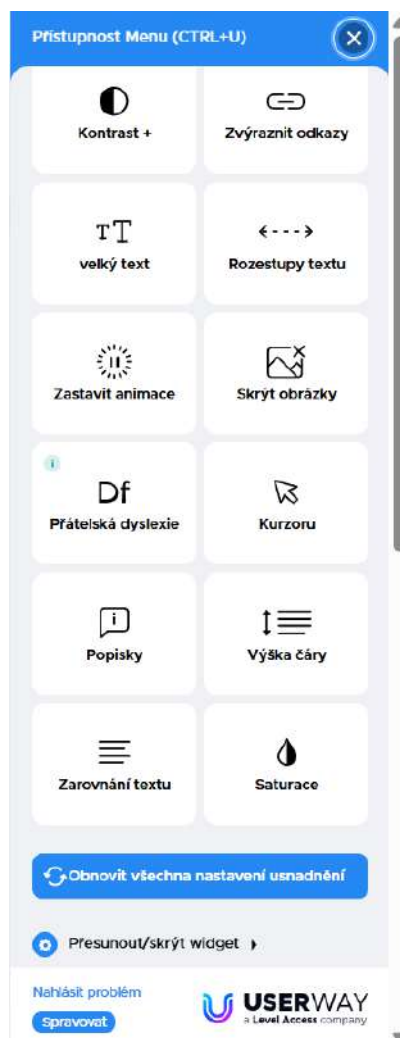 Přístupnost Menu (CTRL+U)
Kontrast +
Zvýraznit odkazy
TT
velký text
Rozestupy textu
Zastavit animace
Skrýt obrázky
i
Df
Přátelská dyslexie
Kurzoru
i
Popisky
Výška čáry
Zarovnání textu
Saturace
Obnovit všechna nastavení usnadnění
Přesunout/skrýt widget
Nahlásit problém
Spravovat
USERWAY
a Level Access company